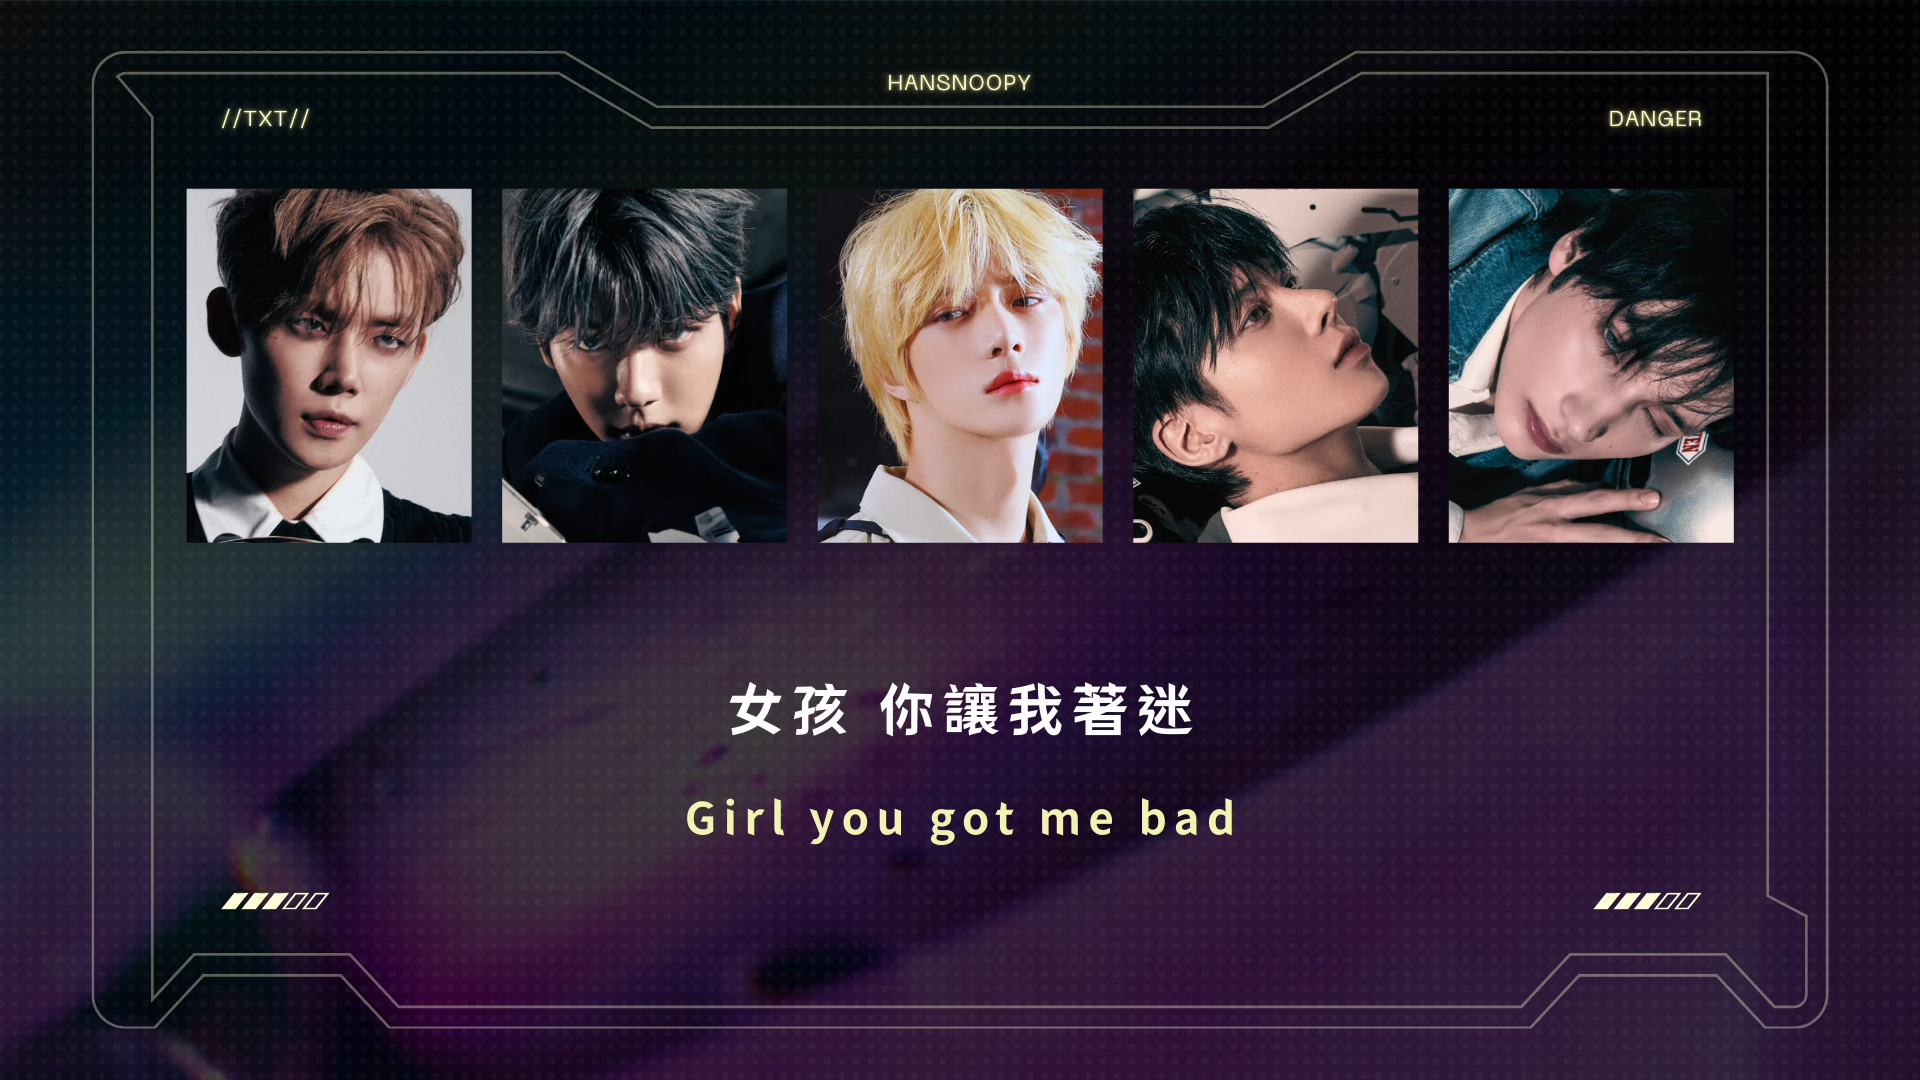 HANSNOOPY
//TXT//
DANGER
女孩 你讓我著迷
Girl you got me bad